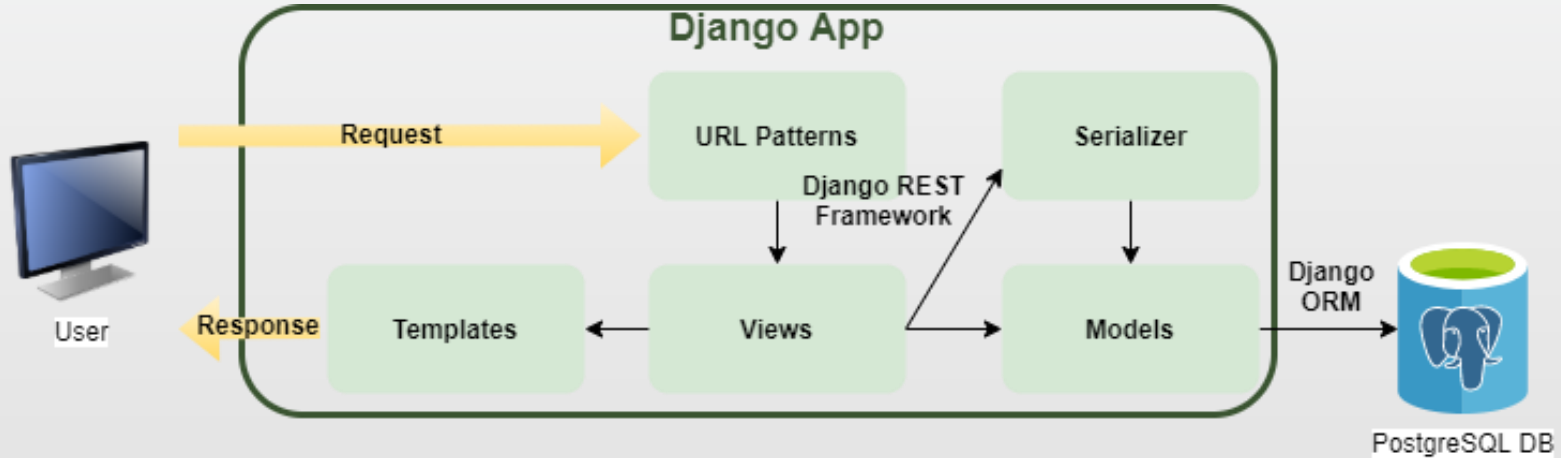 Django App
Request
URL Patterns
Serializer
Django REST
Framework
Django
ORM
User
Response
Templates
Views
Models
PostgreSQL DB